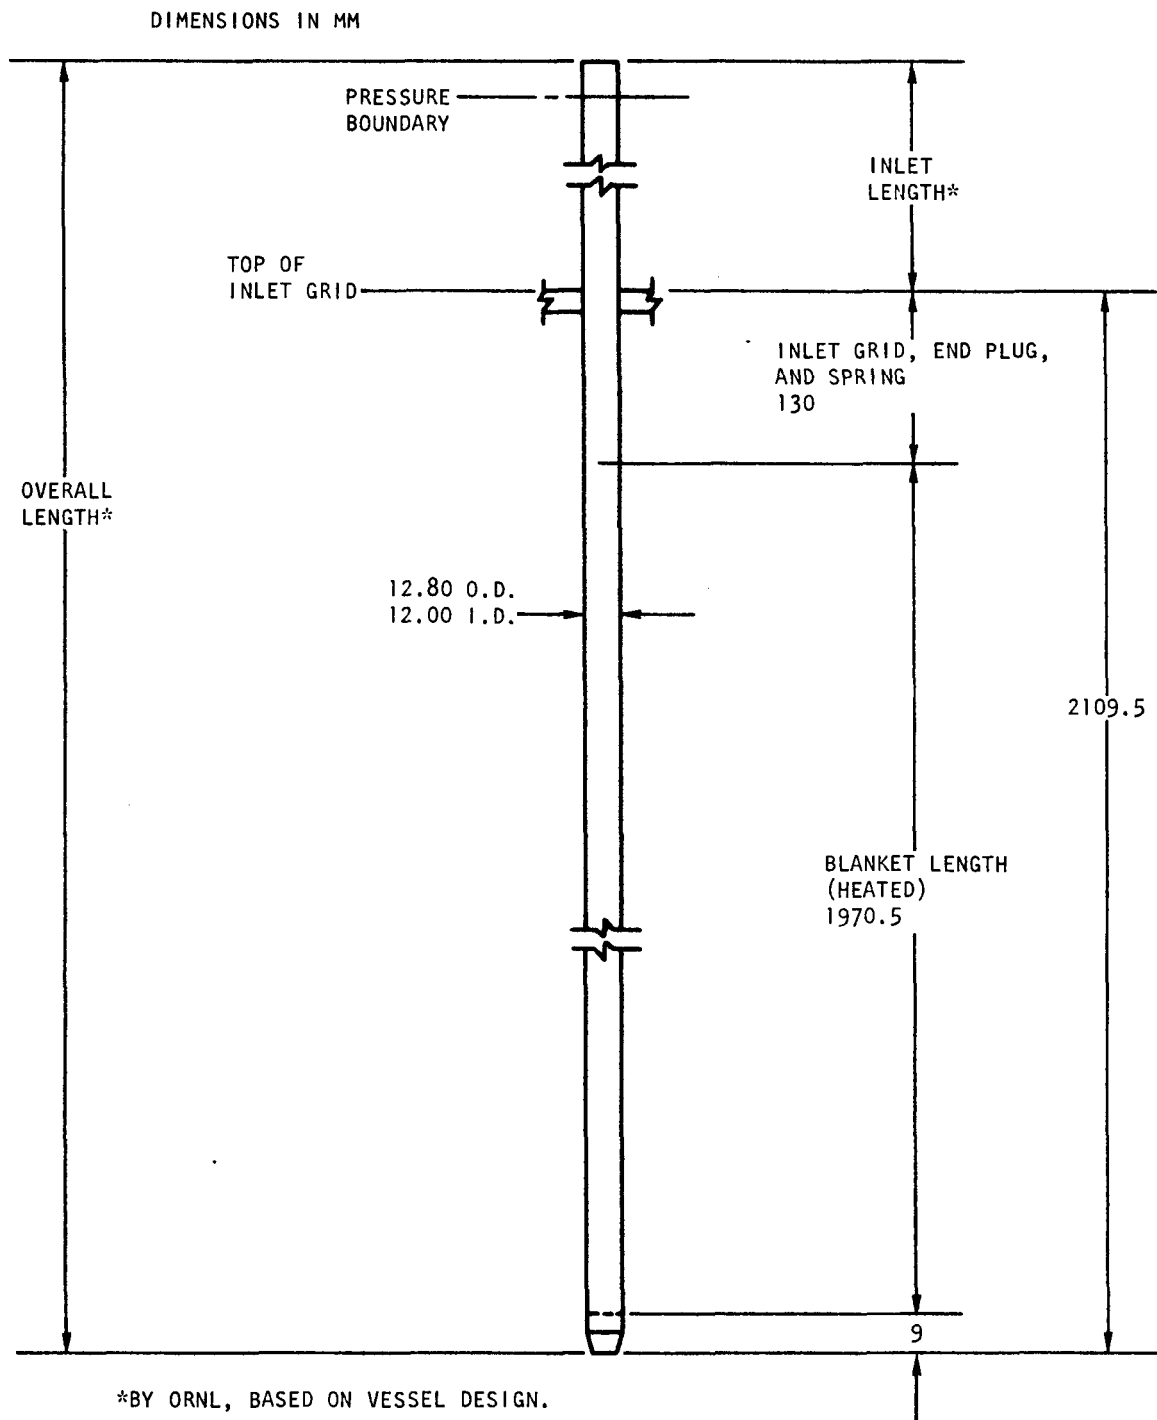 DIMENSIONS IN MM
PRESSURE
BOUNDARY
INLET
LENGTH*
TOP OF
INLET GRID
INLET GRID, END PLUG,
AND SPRING
130
OVERALL
LENGTH*
12.80 O.D.
12.00 I.D.
2109.5
BLANKET LENGTH
(HEATED)
1970.5
9
*BY ORNL, BASED ON VESSEL DESIGN.